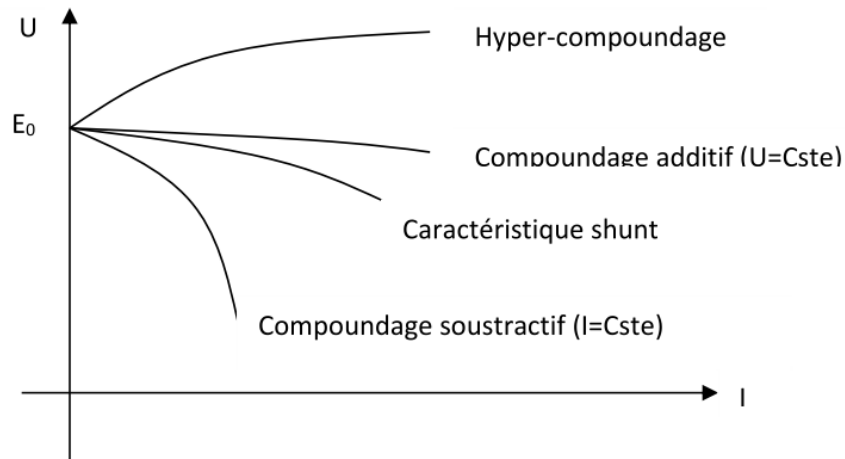 U
Hyper-compoundage
E₀
Compoundage additif (U=Cste)
Caractéristique shunt
Compoundage soustractif (I=Cste)
I